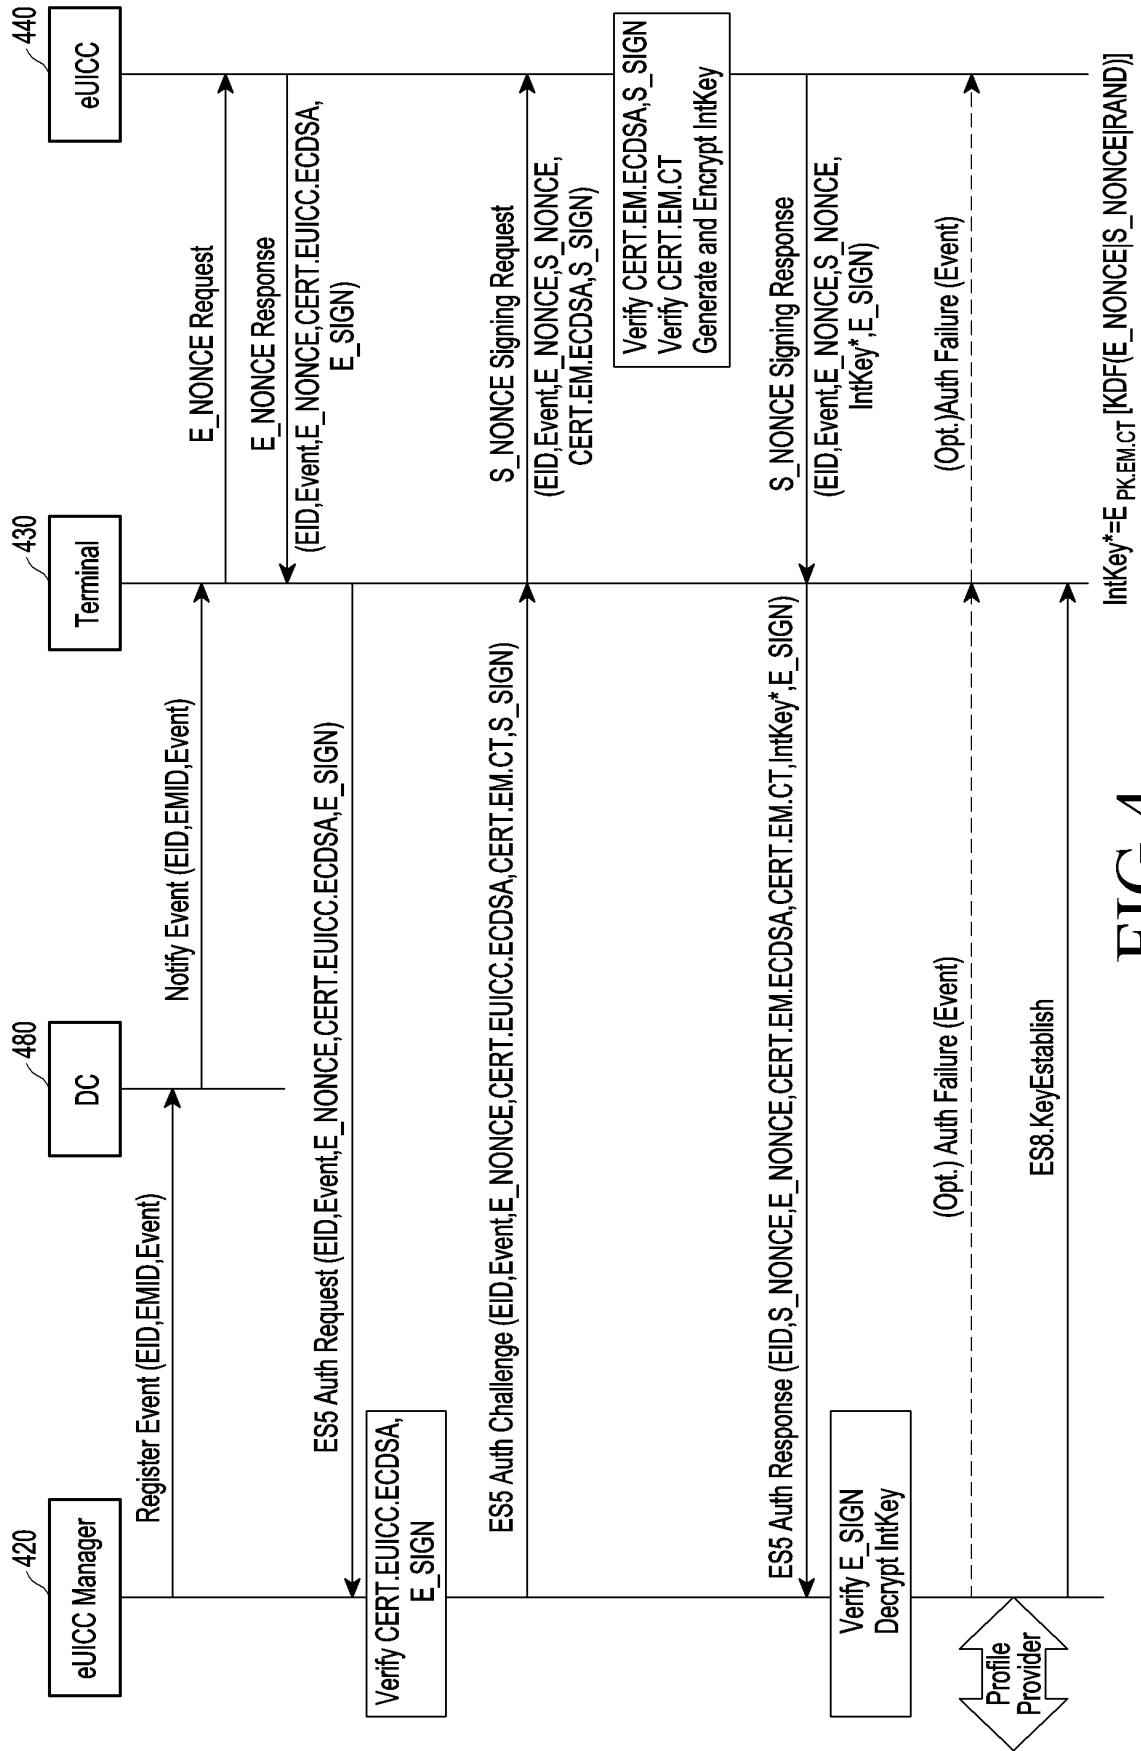 420
eUICC Manager
480
DC
430
Terminal
440
eUICC
Register Event (EID,EMID,Event)
Notify Event (EID,EMID,Event)
E_NONCE Request
E_NONCE Response
(EID,Event,E_NONCE,CERT.EUICC.ECDSA,
E_SIGN)
ES5 Auth Request (EID,Event,E_NONCE,CERT.EUICC.ECDSA,E_SIGN)
Verify CERT.EUICC.ECDSA,
E_SIGN
ES5 Auth Challenge (EID,Event,E_NONCE,CERT.EUICC.ECDSA,CERT.EM.CT,S_SIGN)
S_NONCE Signing Request
(EID,Event,E_NONCE,S_NONCE,
CERT.EM.ECDSA,S_SIGN)
Verify CERT.EM.ECDSA,S_SIGN
Verify CERT.EM.CT
Generate and Encrypt IntKey
S_NONCE Signing Response
(EID,Event,E_NONCE,S_NONCE,
IntKey*,E_SIGN)
ES5 Auth Response (EID,S_NONCE,E_NONCE,CERT.EM.ECDSA,CERT.EM.CT,IntKey*,E_SIGN)
Verify E_SIGN
Decrypt IntKey
(Opt.) Auth Failure (Event)
(Opt.)Auth Failure (Event)
Profile
Provider
ES8.KeyEstablish
IntKey*=E PK.EM.CT [KDF(E_NONCE|S_NONCE|RAND)]
FIG.4